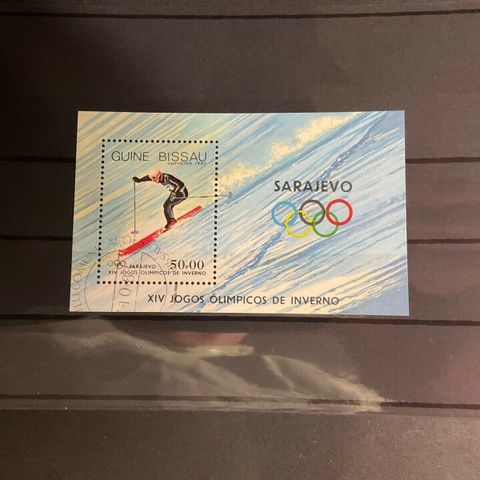 GUINE BISSAU
CORREIOS 1983
SARAJEVO
SARAJEVO
50.00
XIV JOGOS OLIMPICOS DE INVERNO
XIV JOGOS OLIMPICOS DE INVERNO